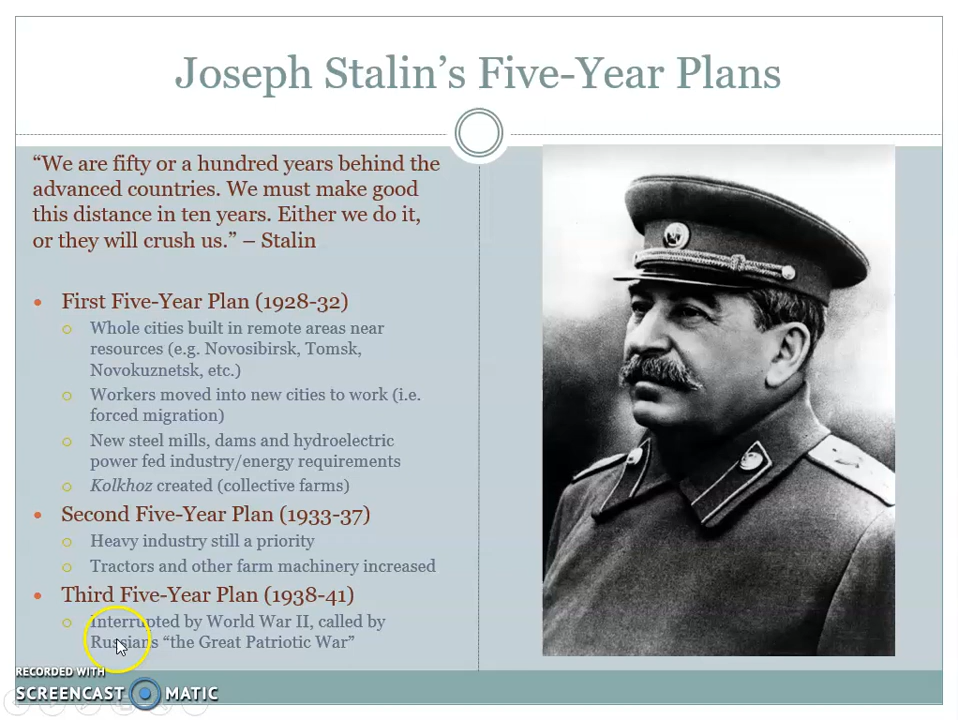 Joseph Stalin’s Five-Year Plans
“We are fifty or a hundred years behind the
advanced countries. We must make good
this distance in ten years. Either we do it,
or they will crush us.” – Stalin
• First Five-Year Plan (1928-32)
o Whole cities built in remote areas near
resources (e.g. Novosibirsk, Tomsk,
Novokuznetsk, etc.)
o Workers moved into new cities to work (i.e.
forced migration)
o New steel mills, dams and hydroelectric
power fed industry/energy requirements
o Kolkhoz created (collective farms)
• Second Five-Year Plan (1933-37)
o Heavy industry still a priority
o Tractors and other farm machinery increased
• Third Five-Year Plan (1938-41)
o Interrupted by World War II, called by
Russians “the Great Patriotic War”
RECORDED WITH
SCREENCAST MATIC